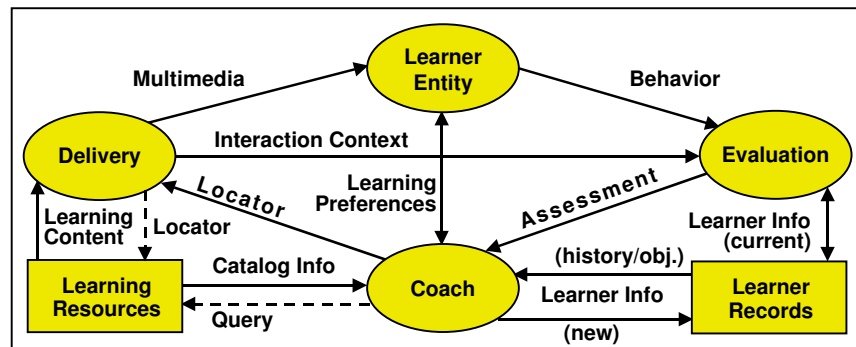 Learner
Entity
Multimedia
Behavior
Delivery
Interaction Context
Evaluation
Learning
Preferences
Locator
Assessment
Learning
Content
Locator
Learner Info
(current)
Learning
Resources
Catalog Info
Query
Coach
(history/obj.)
Learner Info
(new)
Learner
Records